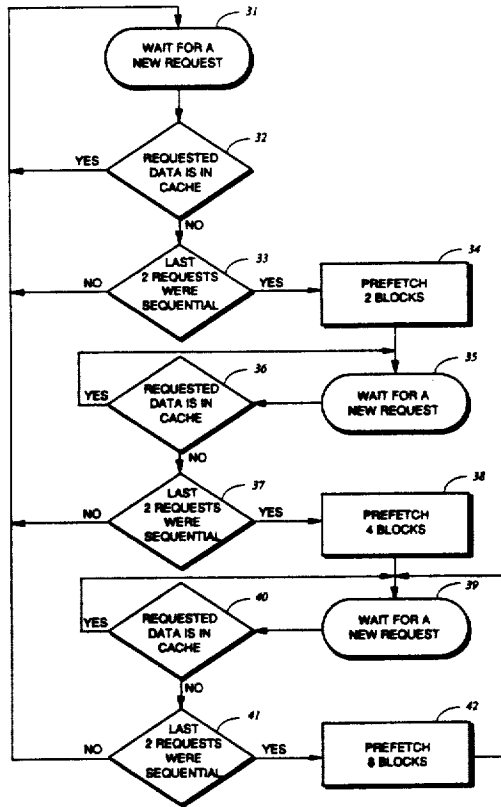 31
WAIT FOR A
NEW REQUEST
32
YES
REQUESTED
DATA IS IN
CACHE
NO
33
LAST
2 REQUESTS
WERE
SEQUENTIAL
NO
YES
34
PREFETCH
2 BLOCKS
35
WAIT FOR A
NEW REQUEST
36
YES
REQUESTED
DATA IS IN
CACHE
NO
37
LAST
2 REQUESTS
WERE
SEQUENTIAL
NO
YES
38
PREFETCH
4 BLOCKS
39
WAIT FOR A
NEW REQUEST
40
YES
REQUESTED
DATA IS IN
CACHE
NO
41
LAST
2 REQUESTS
WERE
SEQUENTIAL
NO
YES
42
PREFETCH
8 BLOCKS